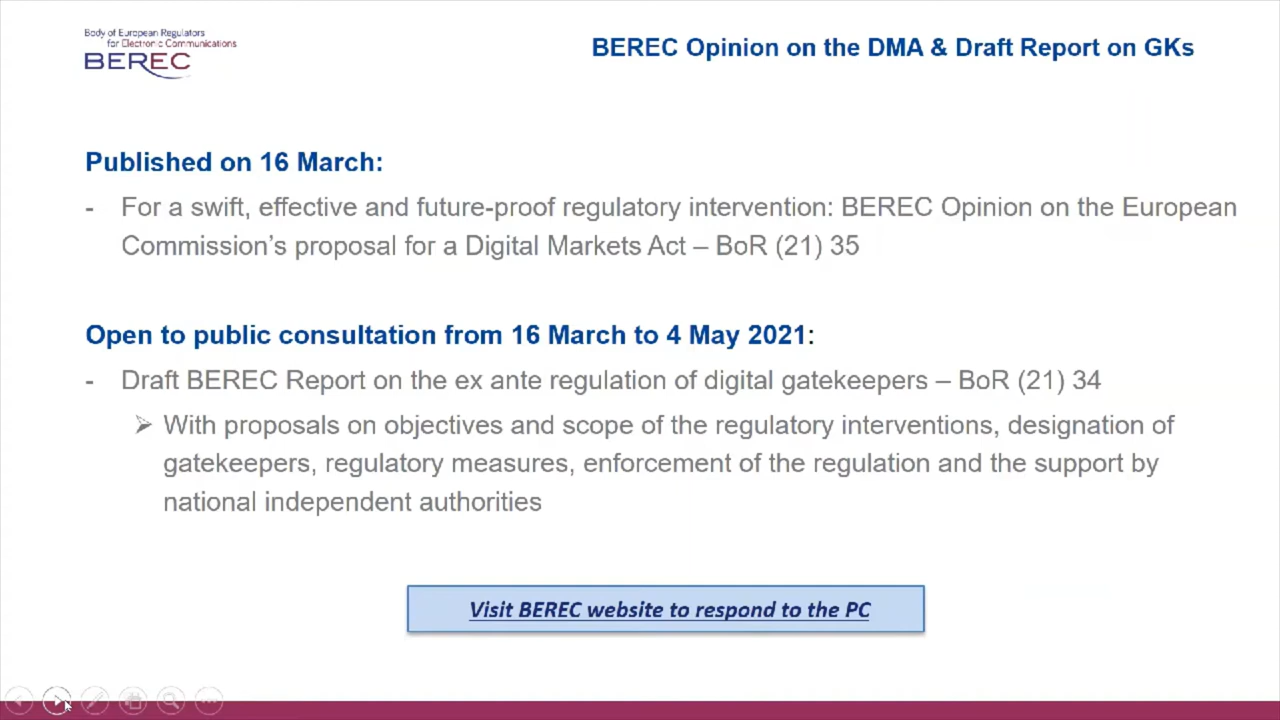 Body of European Regulators
for Electronic Communications
BEREC
BEREC Opinion on the DMA & Draft Report on GKs
Published on 16 March:
- For a swift, effective and future-proof regulatory intervention: BEREC Opinion on the European
Commission’s proposal for a Digital Markets Act – BoR (21) 35
Open to public consultation from 16 March to 4 May 2021:
- Draft BEREC Report on the ex ante regulation of digital gatekeepers – BoR (21) 34
➢ With proposals on objectives and scope of the regulatory interventions, designation of
gatekeepers, regulatory measures, enforcement of the regulation and the support by
national independent authorities
Visit BEREC website to respond to the PC